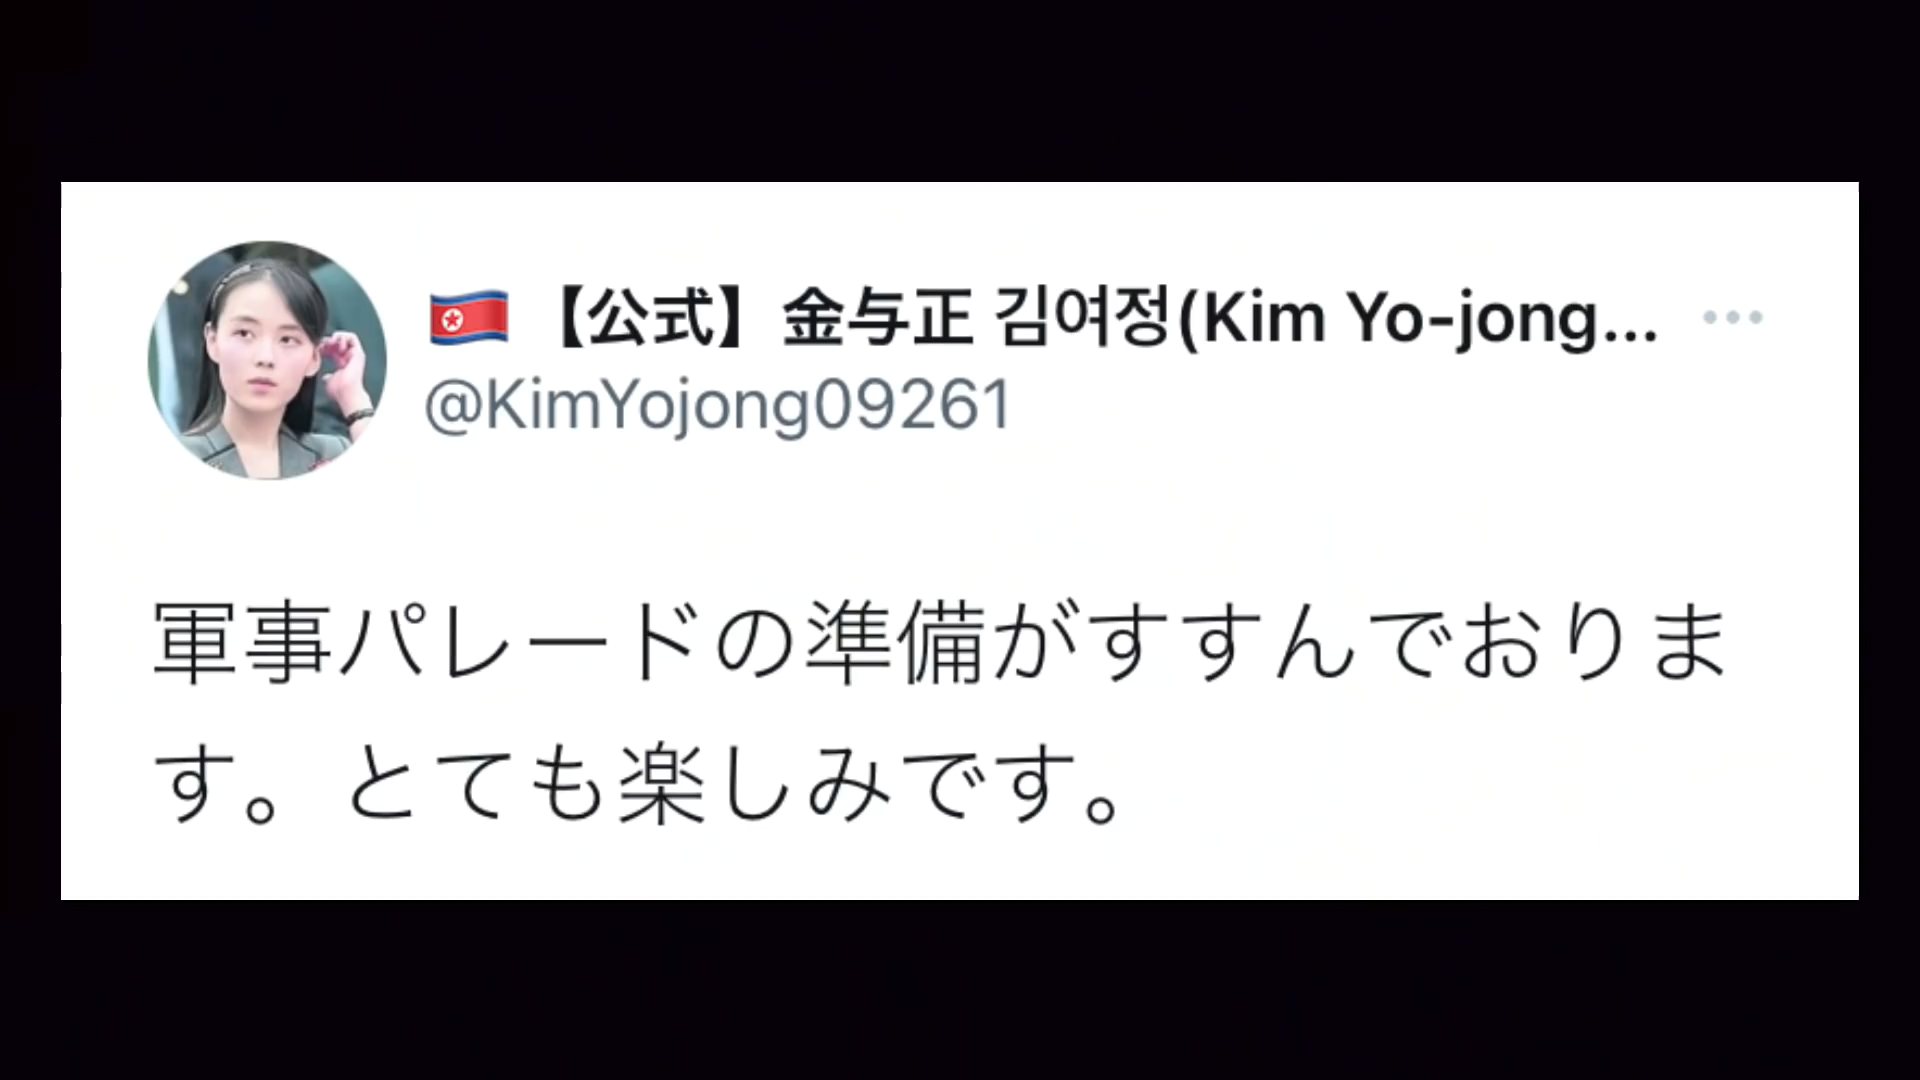 🇰🇵【公式】金与正 김여정(Kim Yo-jong...
@KimYojong09261
軍事パレードの準備がすすんでおりま
す。とても楽しみです。